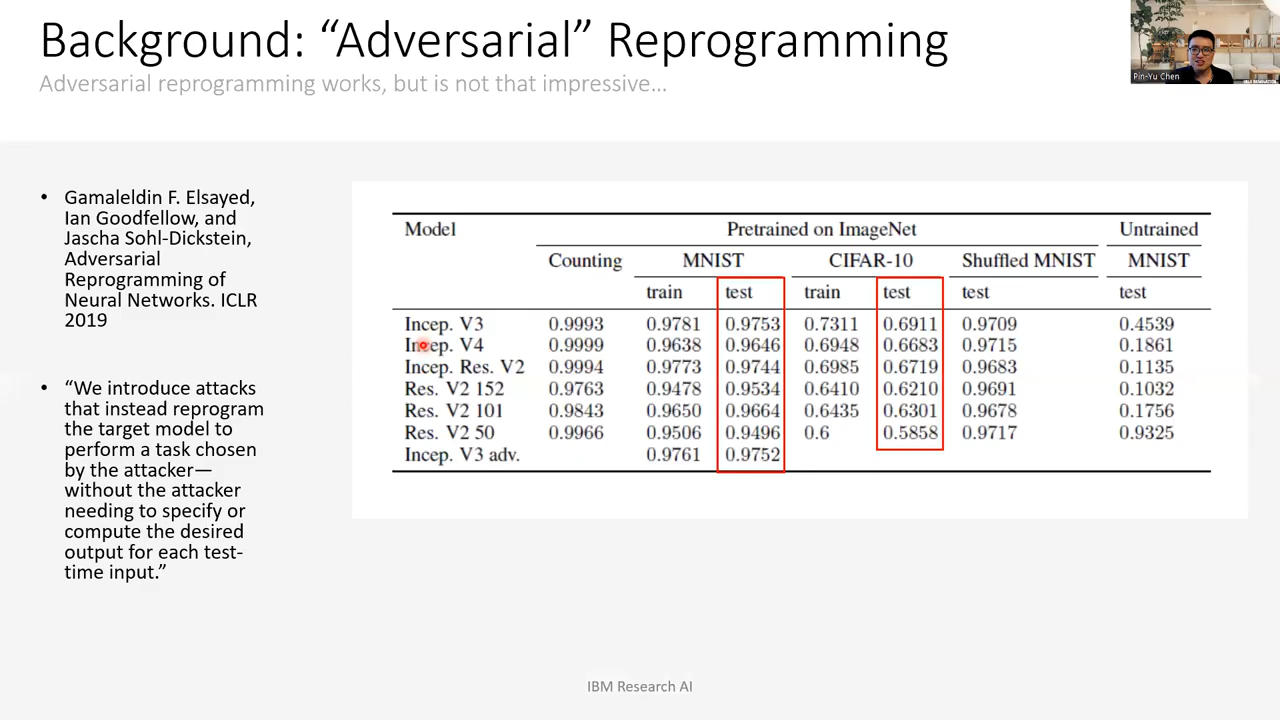 Background: “Adversarial” Reprogramming
Adversarial reprogramming works, but is not that impressive…
Pin-Yu Chen
• Gamaleldin F. Elsayed,
Ian Goodfellow, and
Jascha Sohl-Dickstein,
Adversarial
Reprogramming of
Neural Networks. ICLR
2019
• “We introduce attacks
that instead reprogram
the target model to
perform a task chosen
by the attacker—
without the attacker
needing to specify or
compute the desired
output for each test-
time input.”
Model Pretrained on ImageNet Untrained
Counting MNIST CIFAR-10 Shuffled MNIST MNIST
train test train test test test
Incep. V3 0.9993 0.9781 0.9753 0.7311 0.6911 0.9709 0.4539
Incep. V4 0.9999 0.9638 0.9646 0.6948 0.6683 0.9715 0.1861
Incep. Res. V2 0.9994 0.9773 0.9744 0.6985 0.6719 0.9683 0.1135
Res. V2 152 0.9763 0.9478 0.9534 0.6410 0.6210 0.9691 0.1032
Res. V2 101 0.9843 0.9650 0.9664 0.6435 0.6301 0.9678 0.1756
Res. V2 50 0.9966 0.9506 0.9496 0.6 0.5858 0.9717 0.9325
Incep. V3 adv. 0.9761 0.9752
IBM Research AI